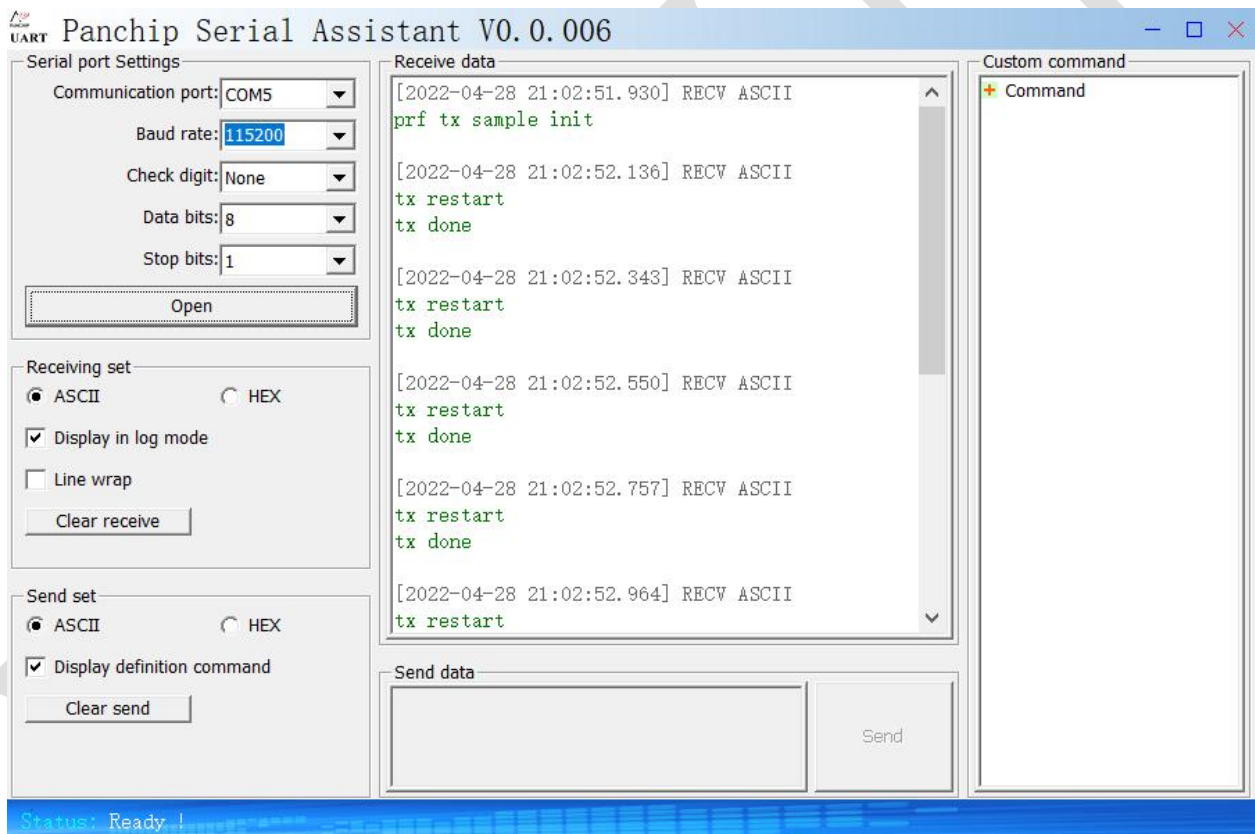 UART Panchip Serial Assistant V0.0.006
Serial port Settings
Communication port: COM5
Baud rate: 115200
Check digit: None
Data bits: 8
Stop bits: 1
Open
Receiving set
ASCII HEX
Display in log mode
Line wrap
Clear receive
Send set
ASCII HEX
Display definition command
Clear send
Receive data
[2022-04-28 21:02:51.930] RECV ASCII
prf tx sample init
[2022-04-28 21:02:52.136] RECV ASCII
tx restart
tx done
[2022-04-28 21:02:52.343] RECV ASCII
tx restart
tx done
[2022-04-28 21:02:52.550] RECV ASCII
tx restart
tx done
[2022-04-28 21:02:52.757] RECV ASCII
tx restart
tx done
[2022-04-28 21:02:52.964] RECV ASCII
tx restart
Send data
Send
Custom command
Command
Status: Ready !